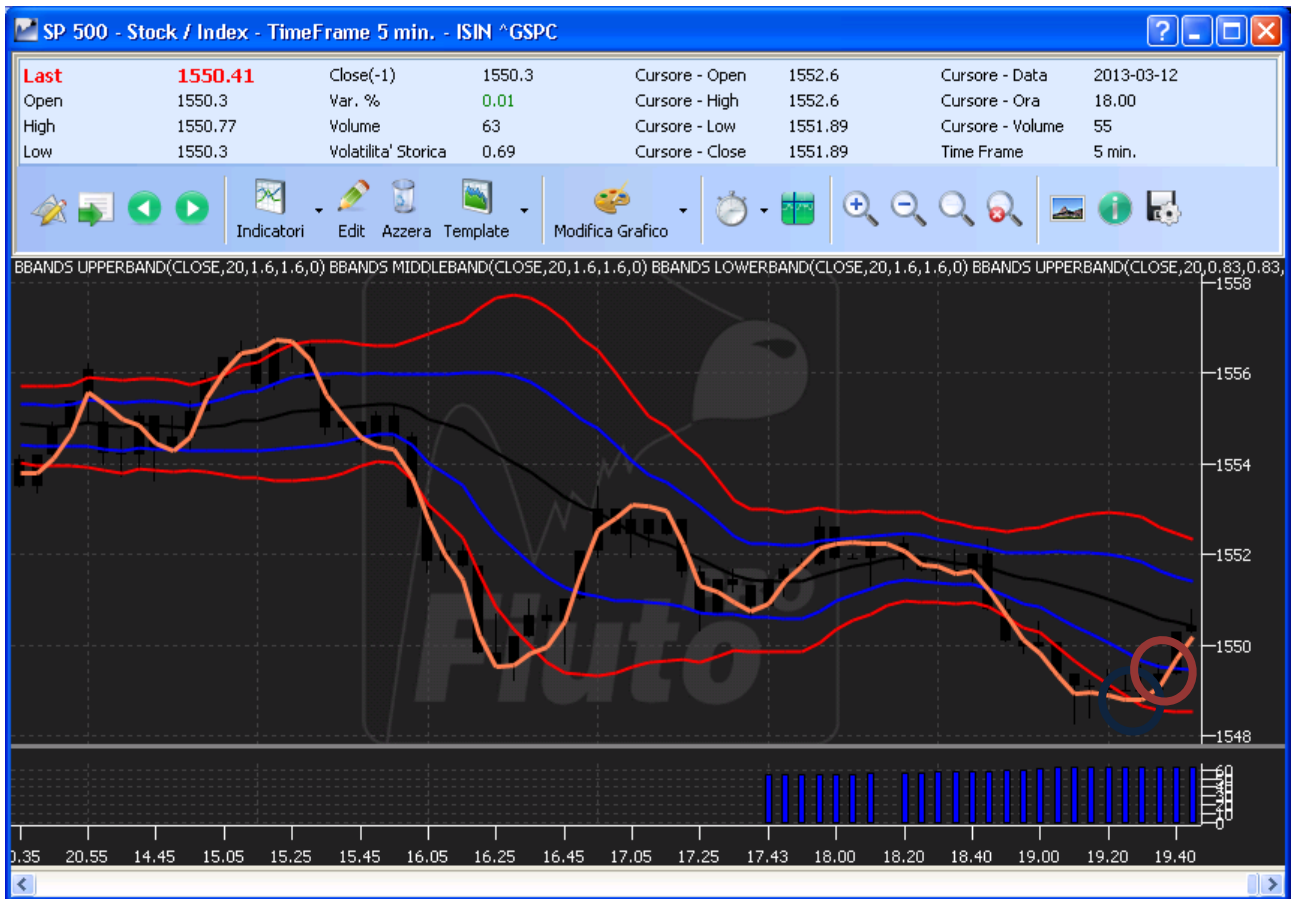 SP 500 - Stock / Index - TimeFrame 5 min. - ISIN ^GSPC
Last 1550.41 Close(-1) 1550.3 Cursore - Open 1552.6 Cursore - Data 2013-03-12
Open 1550.3 Var. % 0.01 Cursore - High 1552.6 Cursore - Ora 18.00
High 1550.77 Volume 63 Cursore - Low 1551.89 Cursore - Volume 55
Low 1550.3 Volatilita' Storica 0.69 Cursore - Close 1551.89 Time Frame 5 min.
Indicatori Edit Azzera Template Modifica Grafico
BBANDS UPPERBAND(CLOSE,20,1.6,1.6,0) BBANDS MIDDLEBAND(CLOSE,20,1.6,1.6,0) BBANDS LOWERBAND(CLOSE,20,1.6,1.6,0) BBANDS UPPERBAND(CLOSE,20,0.83,0.83,
1558
1556
1554
1552
1550
1548
Fiuto Pro
60
10
0
0.35 20.55 14.45 15.05 15.25 15.45 16.05 16.25 16.45 17.05 17.25 17.43 18.00 18.20 18.40 19.00 19.20 19.40